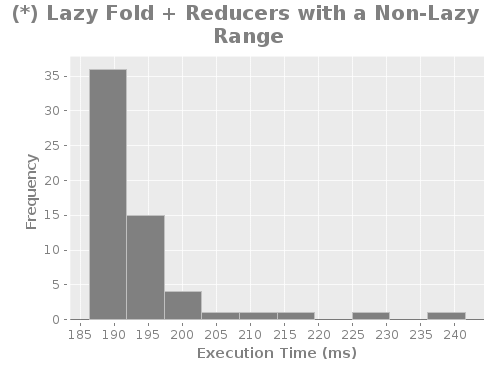 (*) Lazy Fold + Reducers with a Non-Lazy
Range
Frequency
35
30
25
20
15
10
5
0
185 190 195 200 205 210 215 220 225 230 235 240
Execution Time (ms)